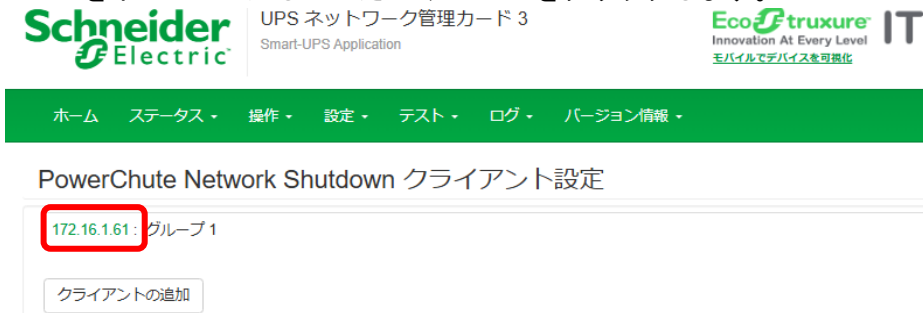 Schneider Electric
UPS ネットワーク管理カード 3
Smart-UPS Application
EcoStruxure IT
Innovation At Every Level
モバイルでデバイスを可視化
ホーム ステータス 操作 設定 テスト ログ バージョン情報
PowerChute Network Shutdown クライアント設定
172.16.1.61 : グループ 1
クライアントの追加